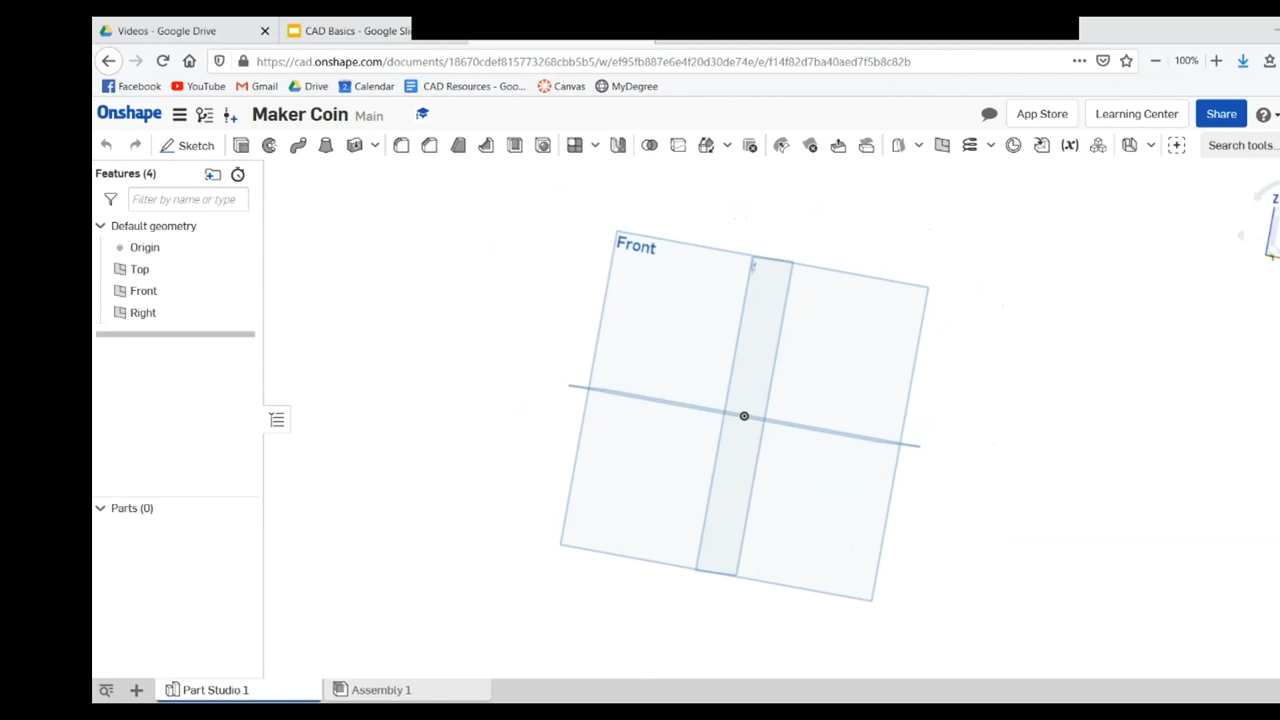 Videos - Google Drive
CAD Basics - Google Sli
https://cad.onshape.com/documents/18670cdef815773268cbb5b5/w/ef95fb887e6e4f20d30de74e/e/f14f82d7ba40aed7f5b8c82b
100%
Facebook YouTube Gmail Drive Calendar CAD Resources - Goo... Canvas MyDegree
Onshape Maker Coin Main App Store Learning Center Share
Sketch Search tools...
Features (4)
Filter by name or type
Default geometry
Origin
Top
Front
Right
Front
Z
Parts (0)
Part Studio 1
Assembly 1